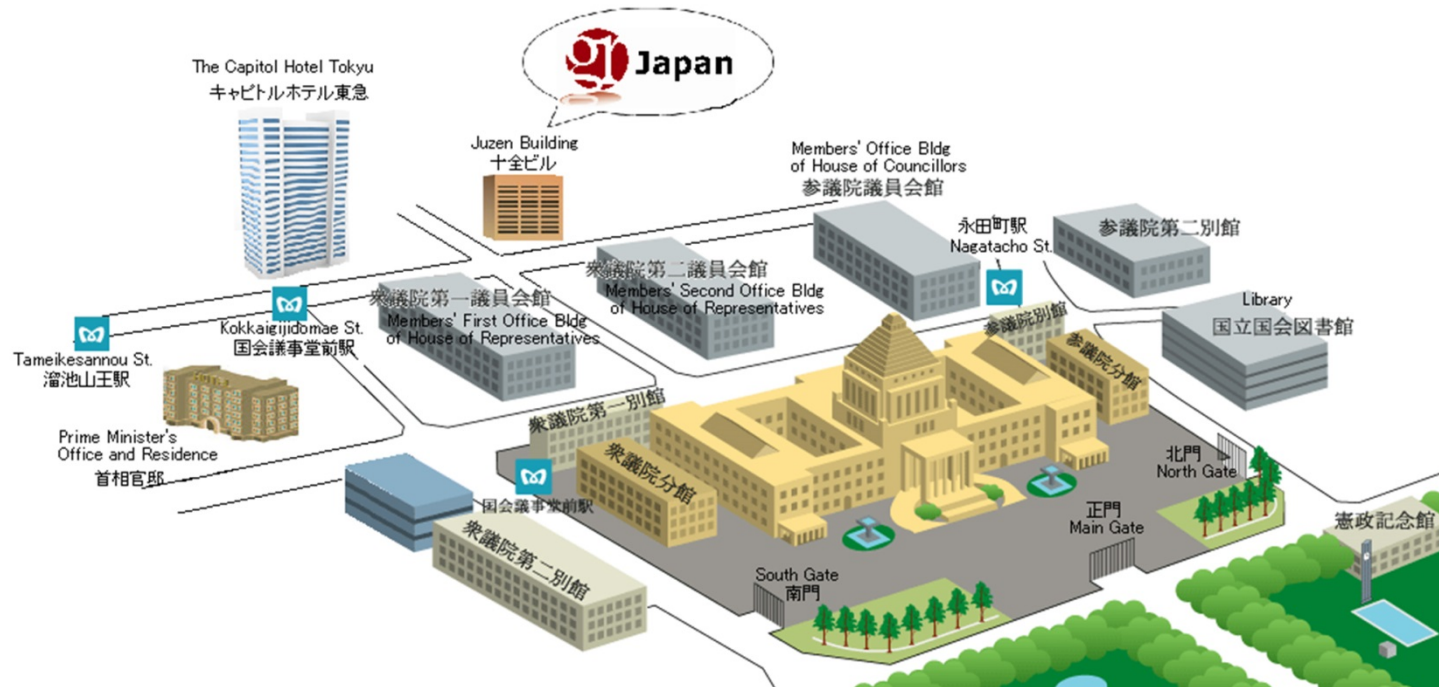 gr Japan
The Capitol Hotel Tokyu
キャピトルホテル東急
Juzen Building
十全ビル
Members' Office Bldg
of House of Councillors
参議院議員会館
永田町駅
Nagatacho St.
参議院第二別館
衆議院第二議員会館
Members' Second Office Bldg
of House of Representatives
衆議院第一議員会館
Members' First Office Bldg
of House of Representatives
Kokkaigijidomae St.
国会議事堂前駅
Tameikesannou St.
溜池山王駅
Library
国立国会図書館
参議院別館
参議院分館
Prime Minister's
Office and Residence
首相官邸
衆議院第一別館
衆議院分館
国会議事堂前駅
衆議院第二別館
北門
North Gate
正門
Main Gate
South Gate
南門
憲政記念館